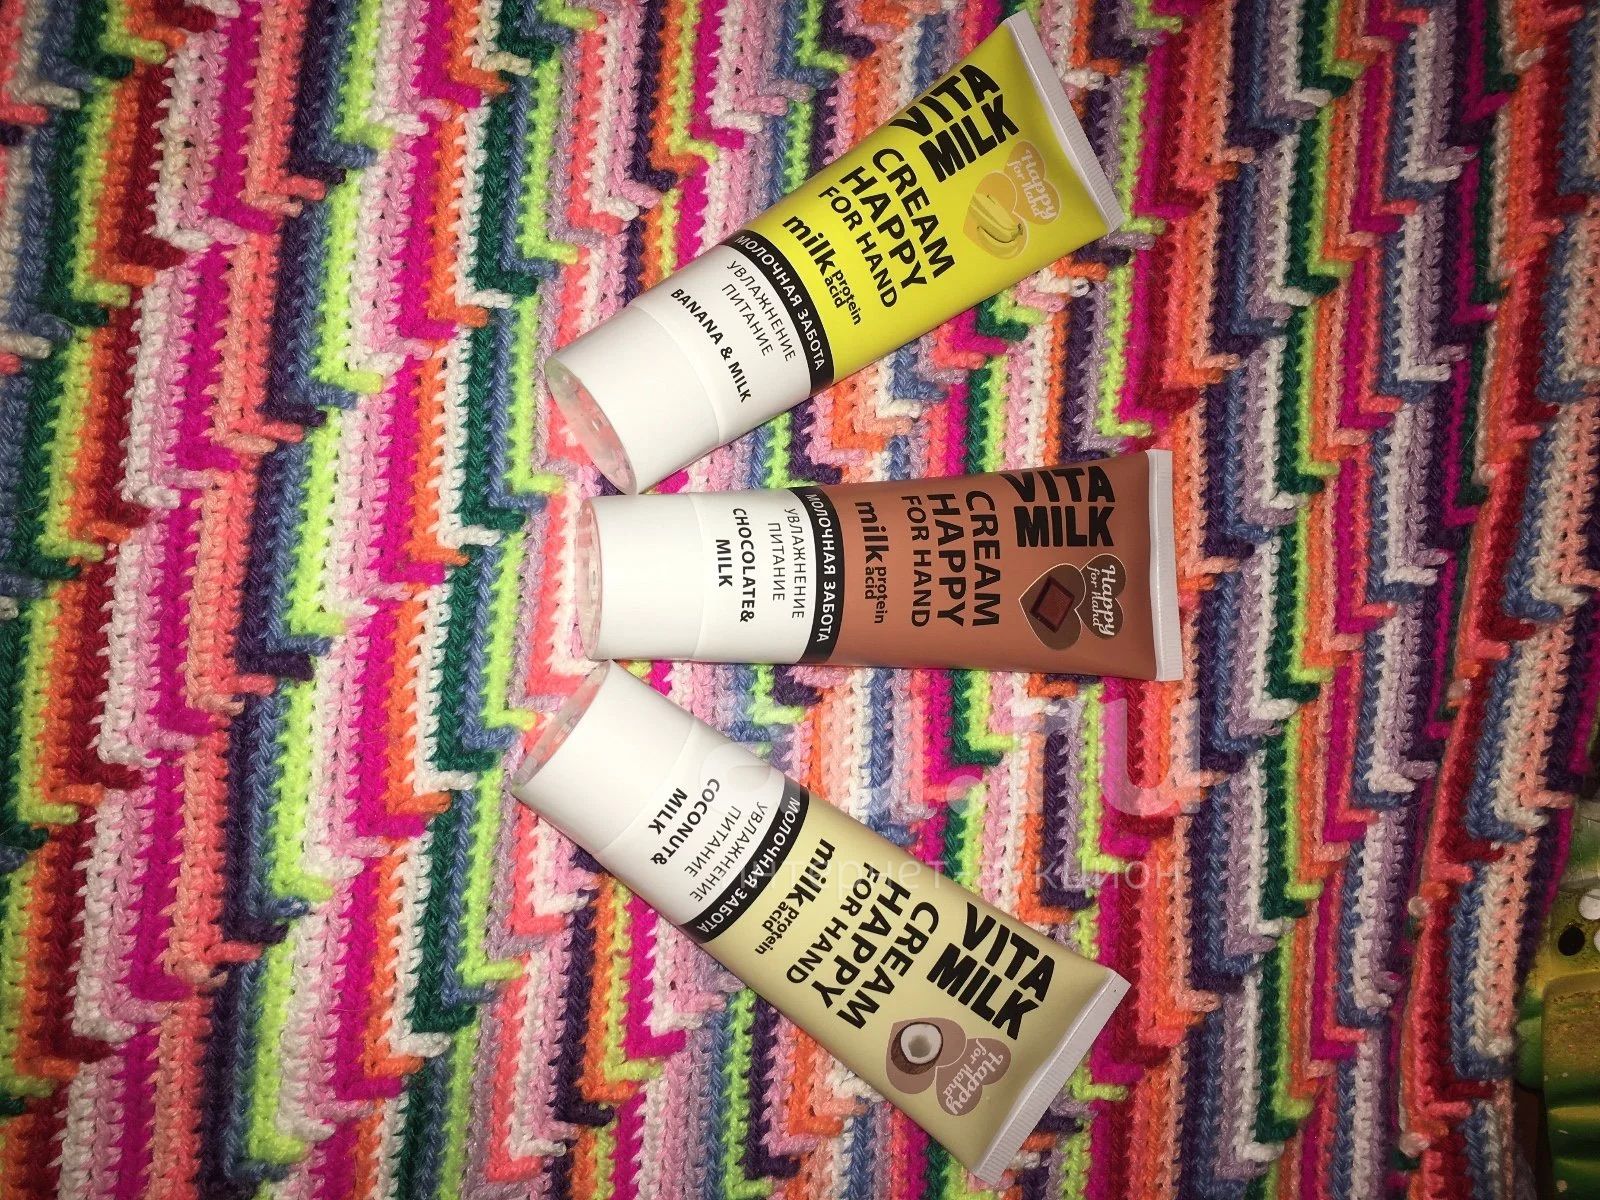 VITA
MILK
Happy
for Hand
CREAM
HAPPY
FOR HAND
milk protein
acid
МОЛОЧНАЯ ЗАБОТА
УВЛАЖНЕНИЕ
ПИТАНИЕ
BANANA & MILK
VITA
MILK
Happy
for Hand
CREAM
HAPPY
FOR HAND
milk protein
acid
МОЛОЧНАЯ ЗАБОТА
УВЛАЖНЕНИЕ
ПИТАНИЕ
CHOCOLATE&
MILK
VITA
MILK
Happy
for Hand
CREAM
HAPPY
FOR HAND
milk protein
acid
МОЛОЧНАЯ ЗАБОТА
УВЛАЖНЕНИЕ
ПИТАНИЕ
COCONUT&
MILK
.ru